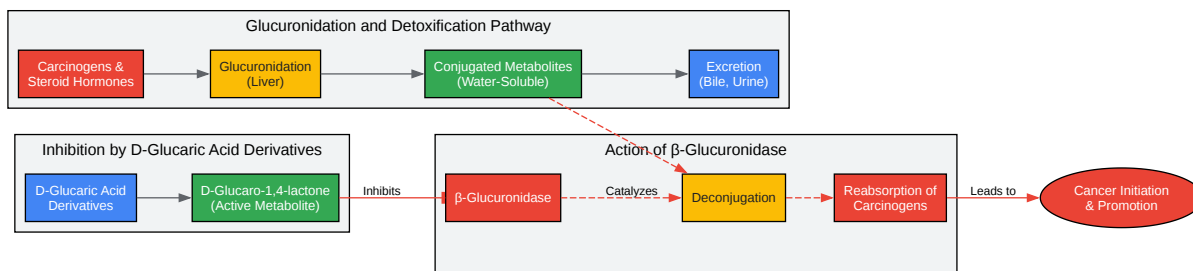 Glucuronidation and Detoxification Pathway
Carcinogens &
Steroid Hormones
Glucuronidation
(Liver)
Conjugated Metabolites
(Water-Soluble)
Excretion
(Bile, Urine)
Inhibition by D-Glucaric Acid Derivatives
D-Glucaric Acid
Derivatives
D-Glucaro-1,4-lactone
(Active Metabolite)
Inhibits
Action of β-Glucuronidase
β-Glucuronidase
Catalyzes
Deconjugation
Reabsorption of
Carcinogens
Leads to
Cancer Initiation
& Promotion